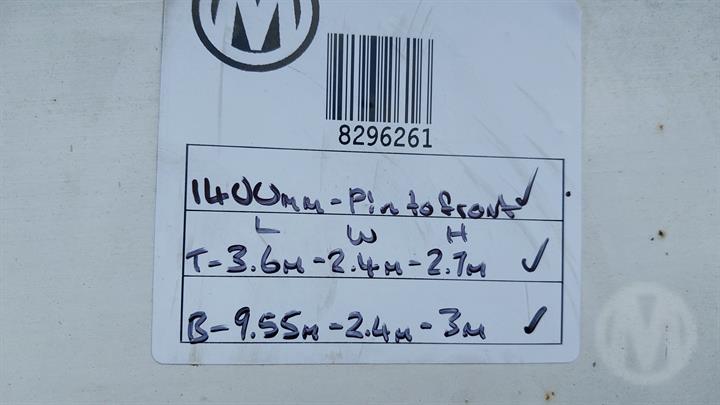 M
8296261
1400mm-Pin to front ✓
L W H
T-3.6m-2.4m-2.7m ✓
B-9.55m-2.4m-3m ✓
M